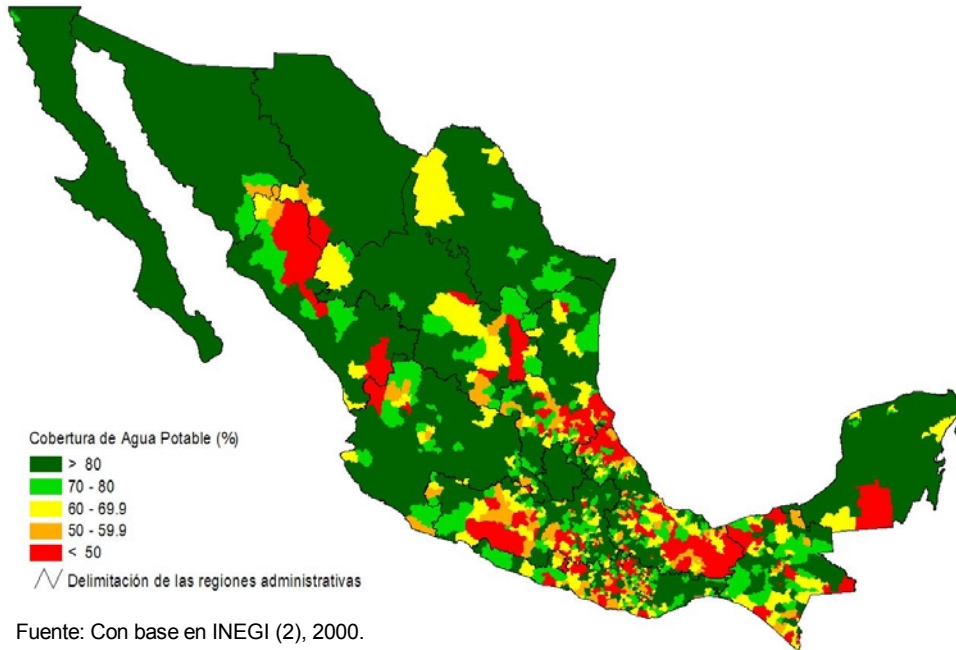 Cobertura de Agua Potable (%)
> 80
70 - 80
60 - 69.9
50 - 59.9
< 50
Delimitación de las regiones administrativas
Fuente: Con base en INEGI (2), 2000.